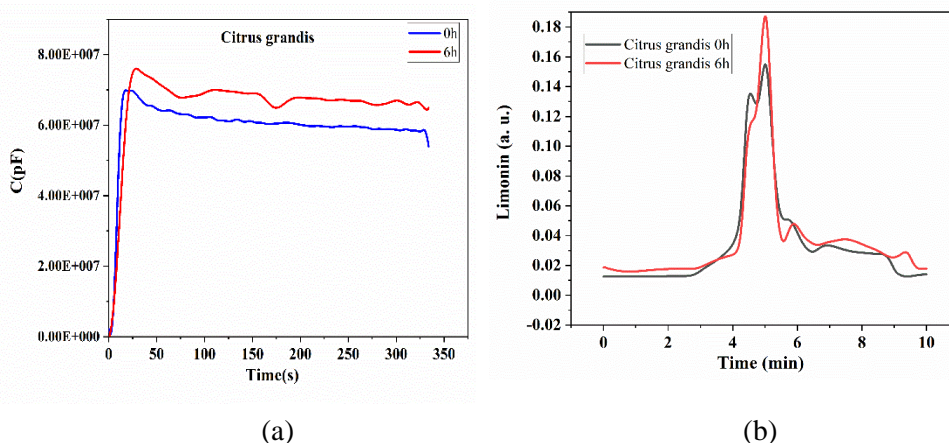 Citrus grandis
0h
6h
8.00E+007
6.00E+007
4.00E+007
2.00E+007
0.00E+000
C(pF)
0 50 100 150 200 250 300 350
Time(s)
(a)
Citrus grandis 0h
Citrus grandis 6h
0.18
0.16
0.14
0.12
0.10
0.08
0.06
0.04
0.02
0.00
-0.02
Limonin (a. u.)
0 2 4 6 8 10
Time (min)
(b)